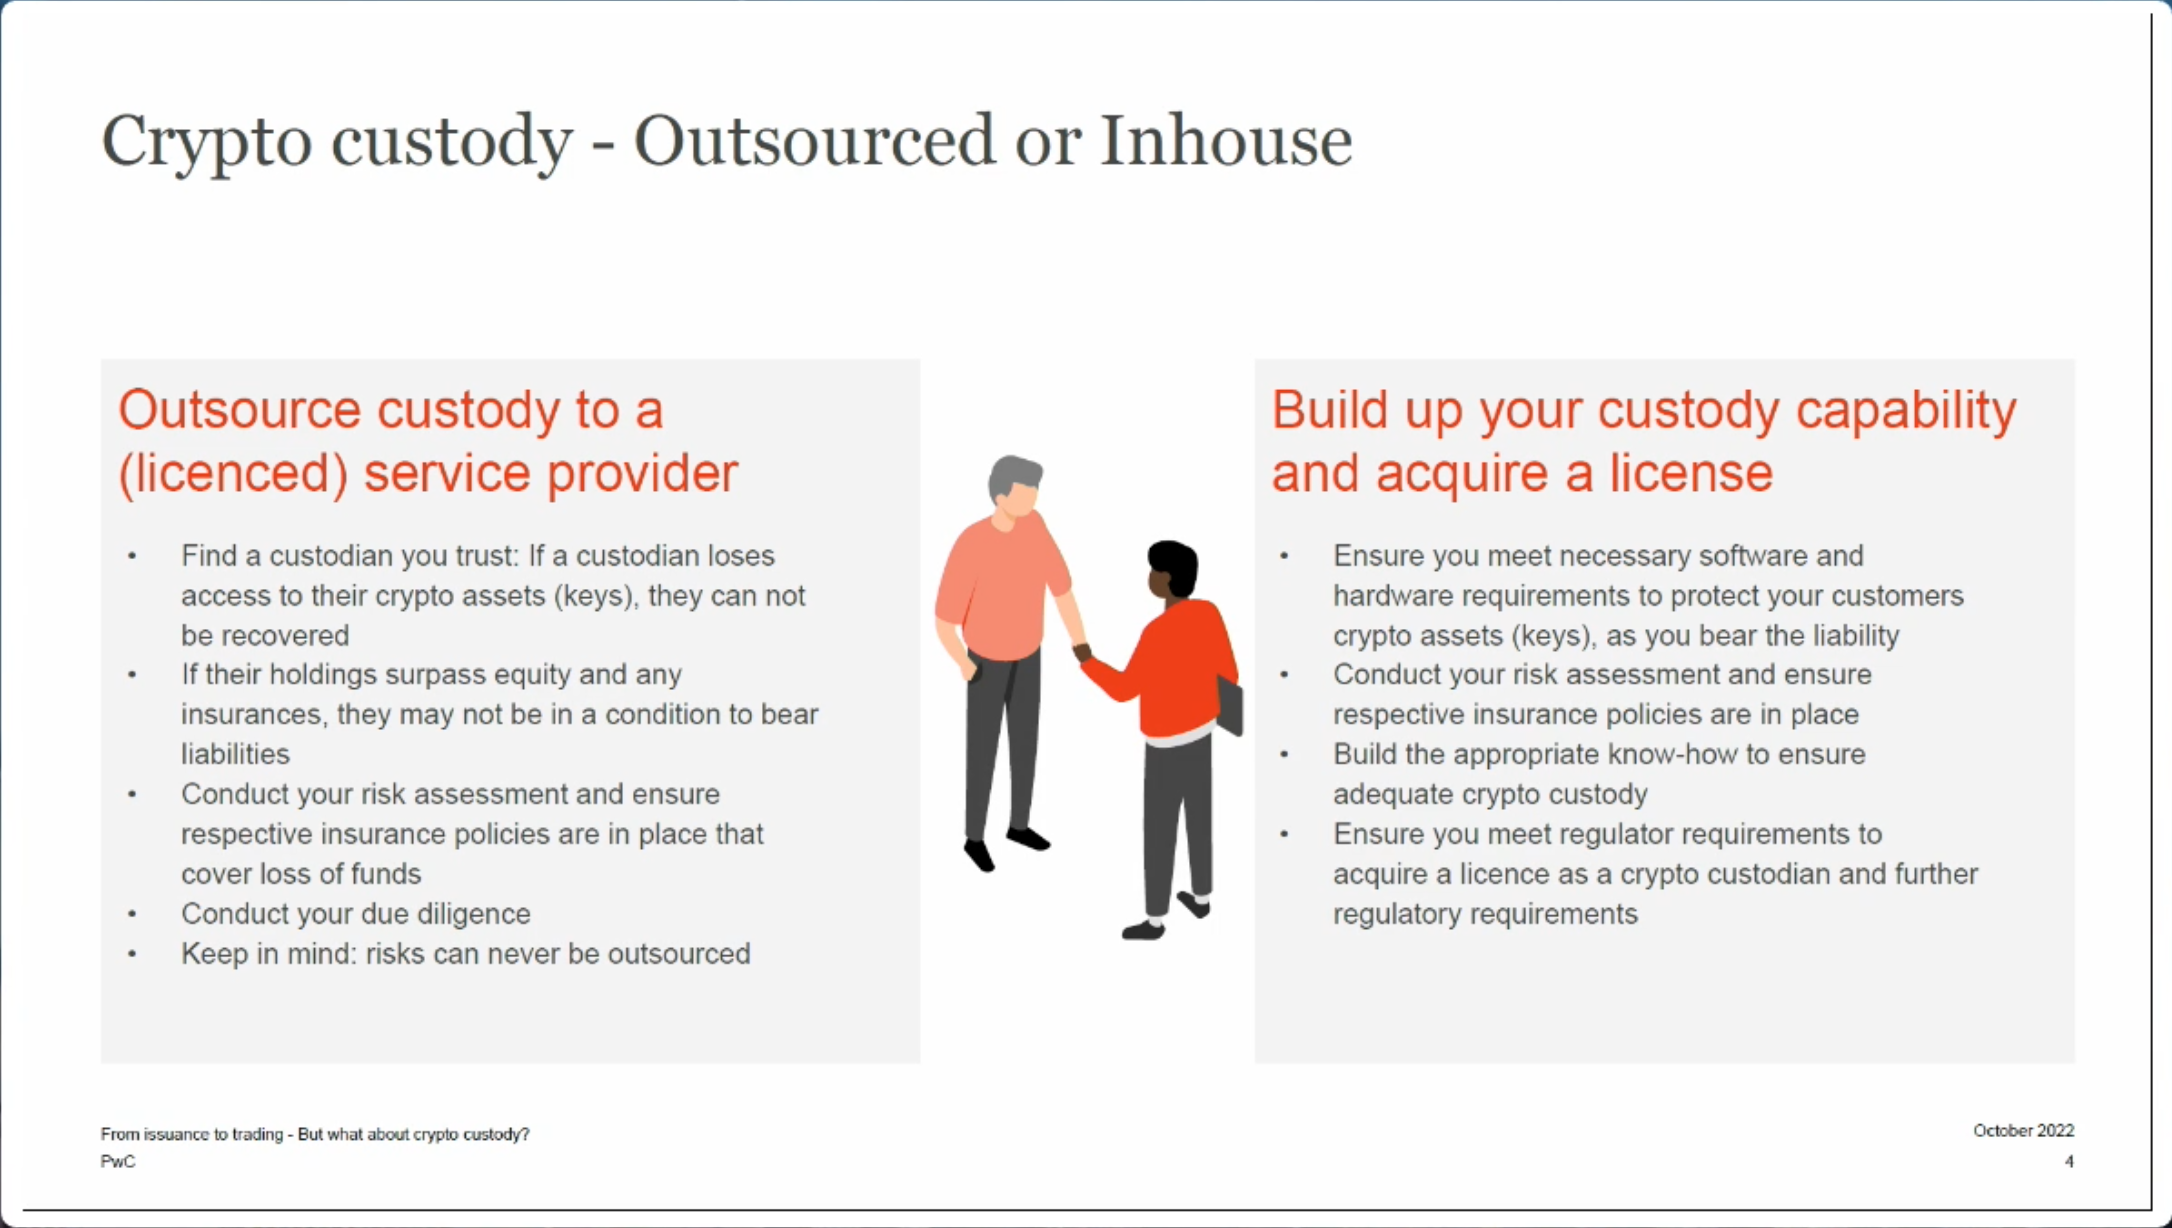 Crypto custody - Outsourced or Inhouse
Outsource custody to a
(licenced) service provider
• Find a custodian you trust: If a custodian loses
access to their crypto assets (keys), they can not
be recovered
• If their holdings surpass equity and any
insurances, they may not be in a condition to bear
liabilities
• Conduct your risk assessment and ensure
respective insurance policies are in place that
cover loss of funds
• Conduct your due diligence
• Keep in mind: risks can never be outsourced
Build up your custody capability
and acquire a license
• Ensure you meet necessary software and
hardware requirements to protect your customers
crypto assets (keys), as you bear the liability
• Conduct your risk assessment and ensure
respective insurance policies are in place
• Build the appropriate know-how to ensure
adequate crypto custody
• Ensure you meet regulator requirements to
acquire a licence as a crypto custodian and further
regulatory requirements
From issuance to trading - But what about crypto custody?
PwC
October 2022
4